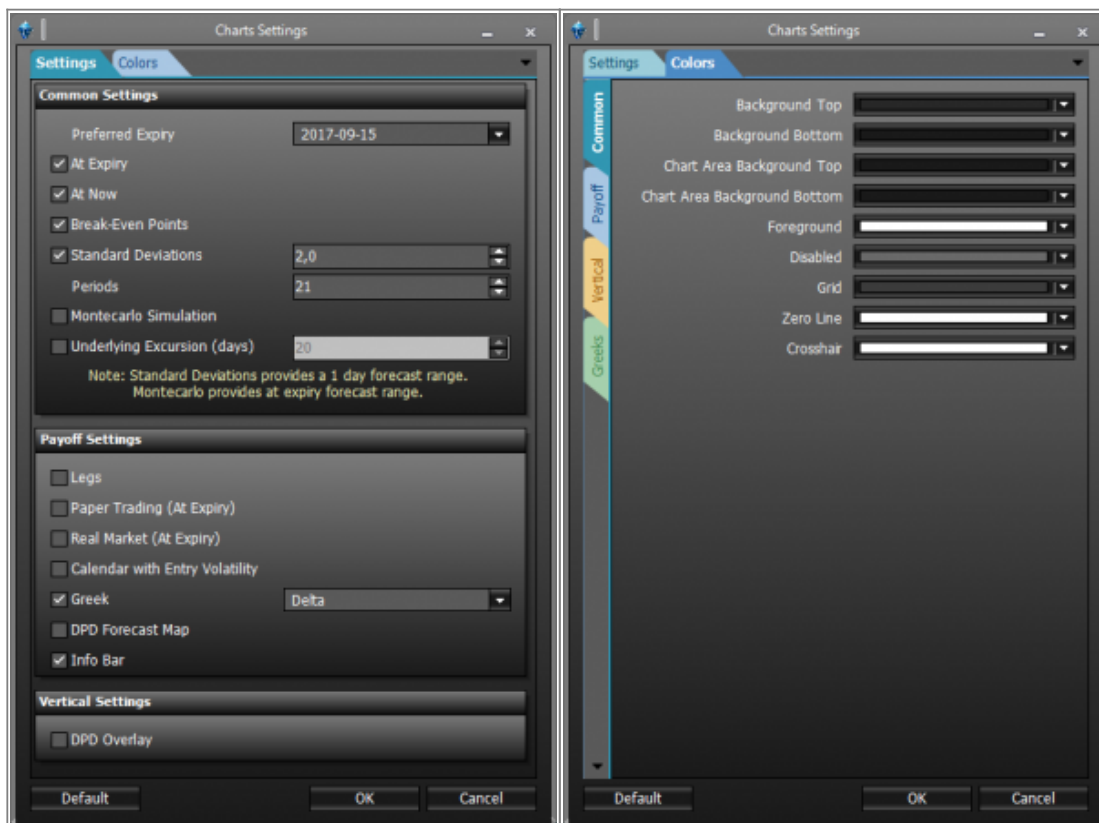 Charts Settings
Settings
Colors
Common Settings
Preferred Expiry
2017-09-15
At Expiry
At Now
Break-Even Points
Standard Deviations
2,0
Periods
21
Montecarlo Simulation
Underlying Excursion (days)
20
Note: Standard Deviations provides a 1 day forecast range.
Montecarlo provides at expiry forecast range.
Payoff Settings
Legs
Paper Trading (At Expiry)
Real Market (At Expiry)
Calendar with Entry Volatility
Greek
Delta
DPD Forecast Map
Info Bar
Vertical Settings
DPD Overlay
Default
OK
Cancel
Charts Settings
Settings
Colors
Common
Payoff
Vertical
Greeks
Background Top
Background Bottom
Chart Area Background Top
Chart Area Background Bottom
Foreground
Disabled
Grid
Zero Line
Crosshair
Default
OK
Cancel